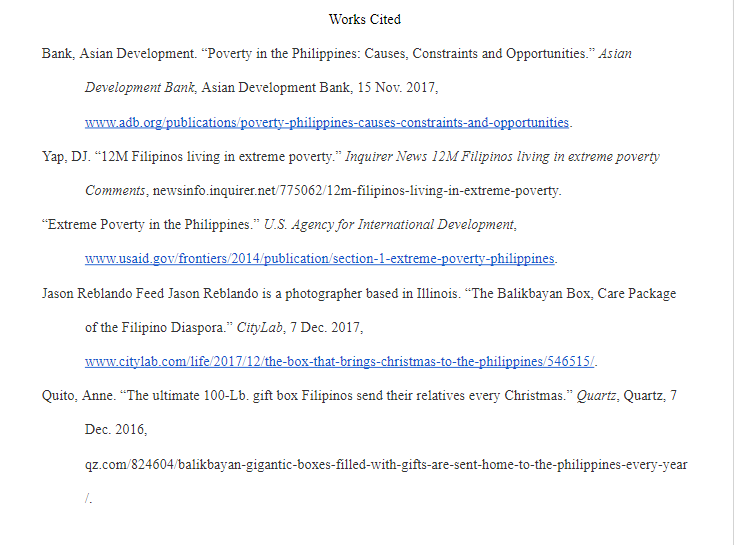 Works Cited
Bank, Asian Development. “Poverty in the Philippines: Causes, Constraints and Opportunities.” Asian
Development Bank, Asian Development Bank, 15 Nov. 2017,
www.adb.org/publications/poverty-philippines-causes-constraints-and-opportunities.
Yap, DJ. “12M Filipinos living in extreme poverty.” Inquirer News 12M Filipinos living in extreme poverty
Comments, newsinfo.inquirer.net/775062/12m-filipinos-living-in-extreme-poverty.
“Extreme Poverty in the Philippines.” U.S. Agency for International Development,
www.usaid.gov/frontiers/2014/publication/section-1-extreme-poverty-philippines.
Jason Reblando Feed Jason Reblando is a photographer based in Illinois. “The Balikbayan Box, Care Package
of the Filipino Diaspora.” CityLab, 7 Dec. 2017,
www.citylab.com/life/2017/12/the-box-that-brings-christmas-to-the-philippines/546515/.
Quito, Anne. “The ultimate 100-Lb. gift box Filipinos send their relatives every Christmas.” Quartz, Quartz, 7
Dec. 2016,
qz.com/824604/balikbayan-gigantic-boxes-filled-with-gifts-are-sent-home-to-the-philippines-every-year
/.